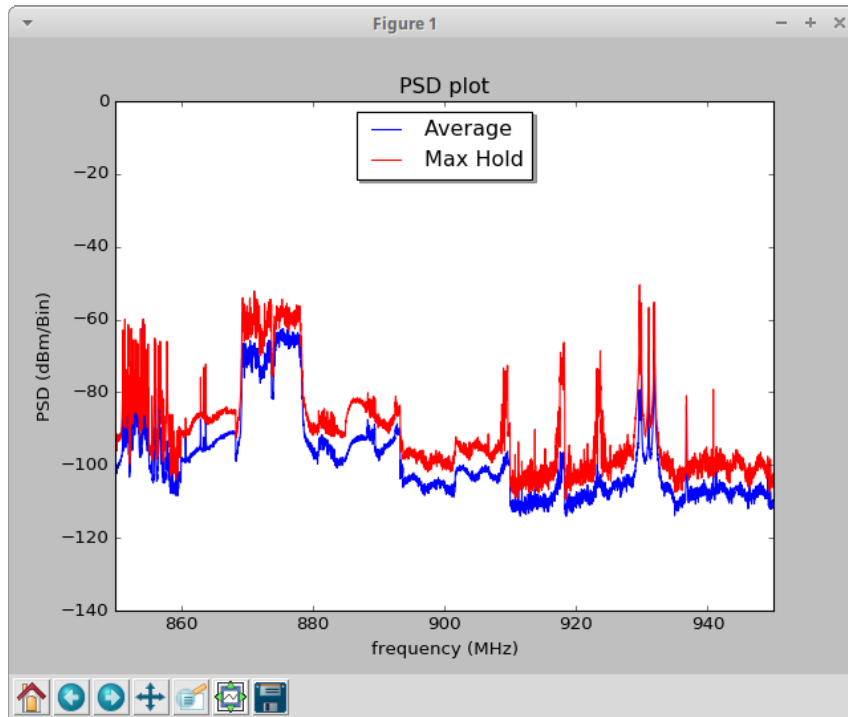 Figure 1
PSD plot
Average
Max Hold
0
−20
−40
−60
−80
−100
−120
−140
PSD (dBm/Bin)
860
880
900
920
940
frequency (MHz)